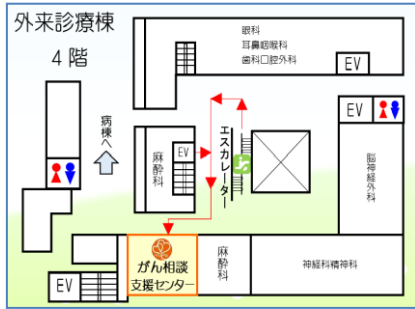 外来診療棟
4階
眼科
耳鼻咽喉科
歯科口腔外科
EV
EV
病棟へ
麻酔科
EV
エスカレーター
脳神経外科
がん相談
支援センター
麻酔科
神経科精神科
EV